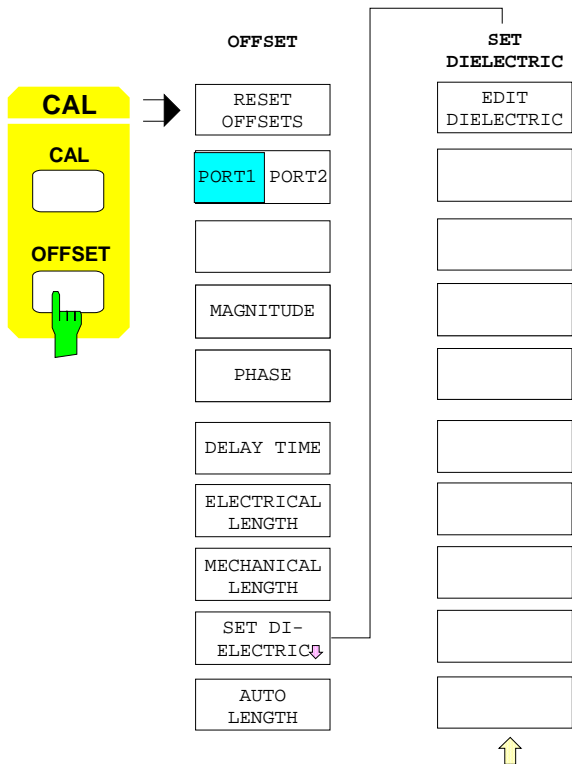 CAL
CAL
OFFSET
OFFSET
RESET
OFFSETS
PORT1 PORT2
MAGNITUDE
PHASE
DELAY TIME
ELECTRICAL
LENGTH
MECHANICAL
LENGTH
SET DI-
ELECTRIC
AUTO
LENGTH
SET
DIELECTRIC
EDIT
DIELECTRIC